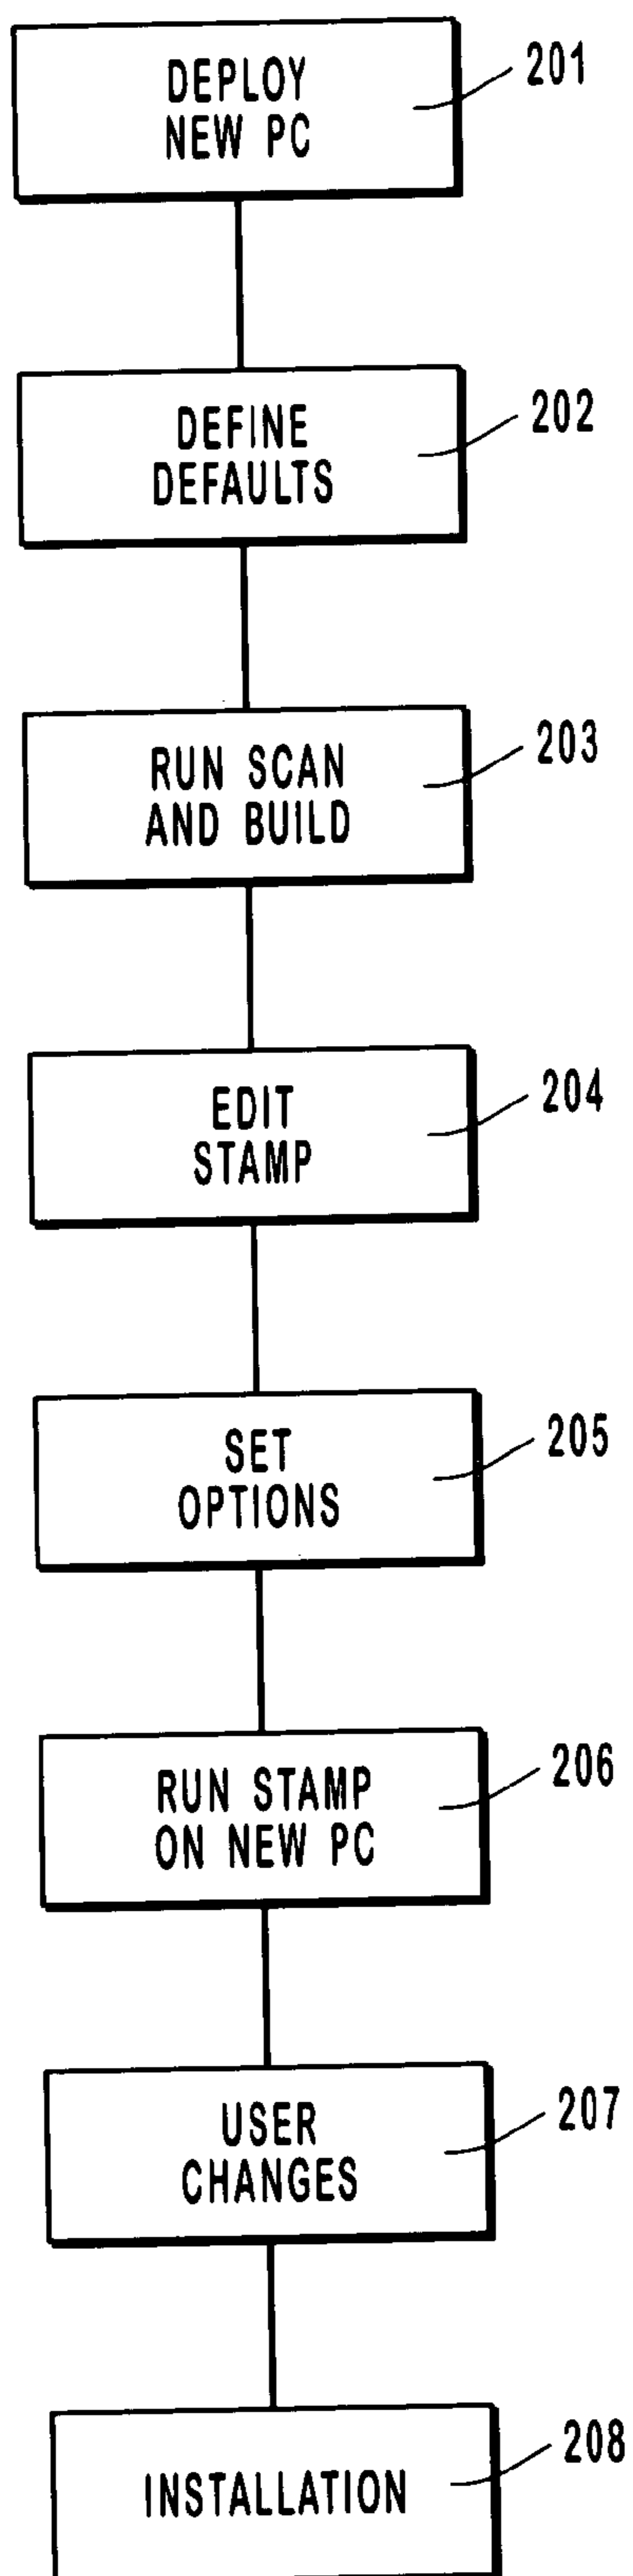 DEPLOY
NEW PC
201
DEFINE
DEFAULTS
202
RUN SCAN
AND BUILD
203
EDIT
STAMP
204
SET
OPTIONS
205
RUN STAMP
ON NEW PC
206
USER
CHANGES
207
INSTALLATION
208